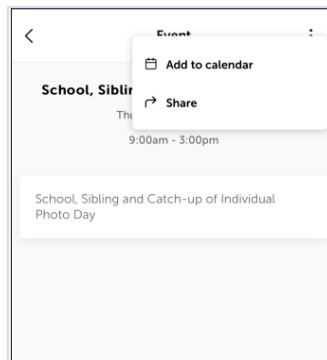 Event
Add to calendar
School, Sibli
Share
Thu
9:00am - 3:00pm
School, Sibling and Catch-up of Individual
Photo Day